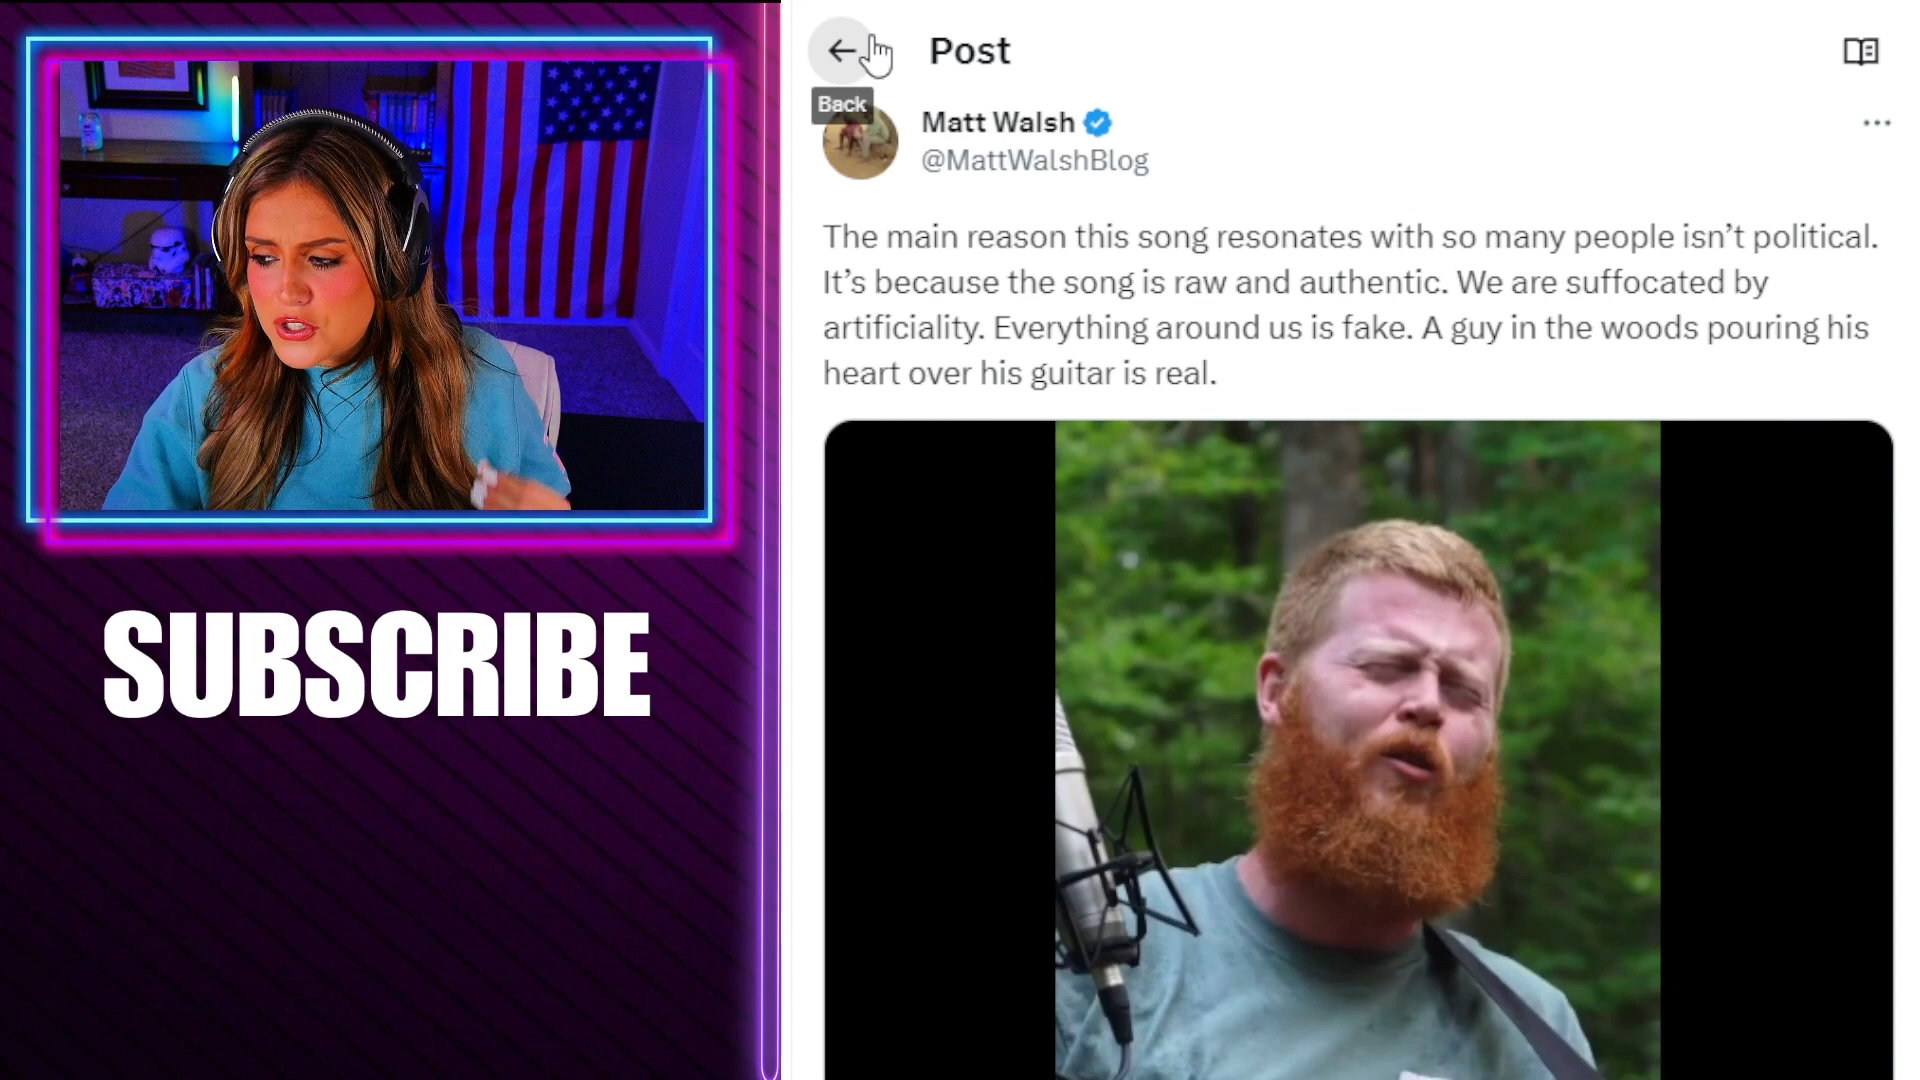 SUBSCRIBE
Post
Back
Matt Walsh
@MattWalshBlog
The main reason this song resonates with so many people isn’t political.
It’s because the song is raw and authentic. We are suffocated by
artificiality. Everything around us is fake. A guy in the woods pouring his
heart over his guitar is real.